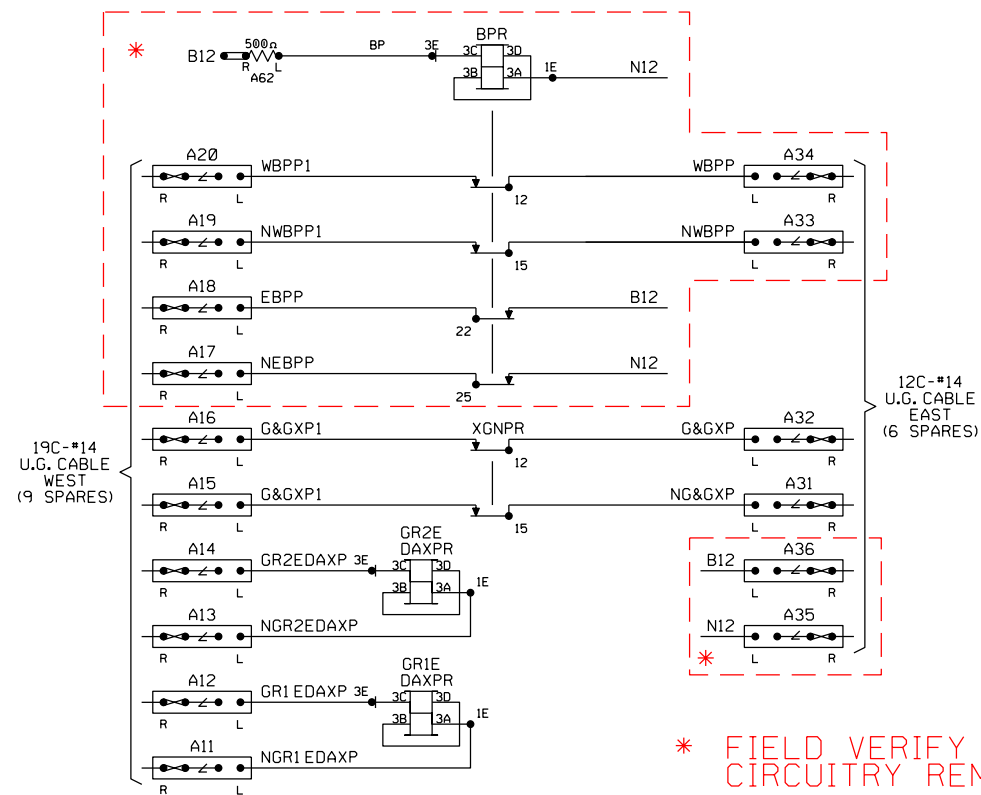 BPR
500Ω
BP
3E
3C
3D
B12
R
L
A62
3B
3A
1E
N12
A20
WBPP1
WBPP
A34
R
L
12
L
R
A19
NWBPP1
NWBPP
A33
R
L
15
L
R
A18
EBPP
B12
R
L
22
A17
NEBPP
N12
R
L
25
12C-#14
U.G. CABLE
EAST
(6 SPARES)
A16
G&GXP1
XGNPR
G&GXP
A32
R
L
12
L
R
19C-#14
U.G. CABLE
WEST
(9 SPARES)
A15
G&GXP1
NG&GXP
A31
R
L
15
L
R
GR2E
DAXPR
A14
GR2EDAXP
3E
3C
3D
B12
A36
R
L
3B
3A
1E
L
R
A13
NGR2EDAXP
N12
A35
R
L
L
R
GR1E
DAXPR
A12
GR1EDAXP
3E
3C
3D
R
L
3B
3A
1E
A11
NGR1EDAXP
R
L
* FIELD VERIFY
CIRCUITRY REN